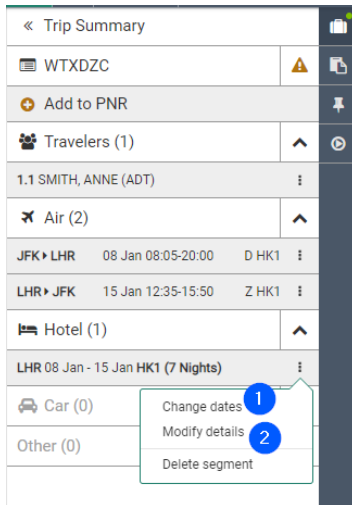 « Trip Summary
WTXDZC
Add to PNR
Travelers (1)
1.1 SMITH, ANNE (ADT)
Air (2)
JFK LHR 08 Jan 08:05-20:00 D HK1
LHR JFK 15 Jan 12:35-15:50 Z HK1
Hotel (1)
LHR 08 Jan - 15 Jan HK1 (7 Nights)
Car (0)
Change dates 1
Modify details 2
Other (0)
Delete segment